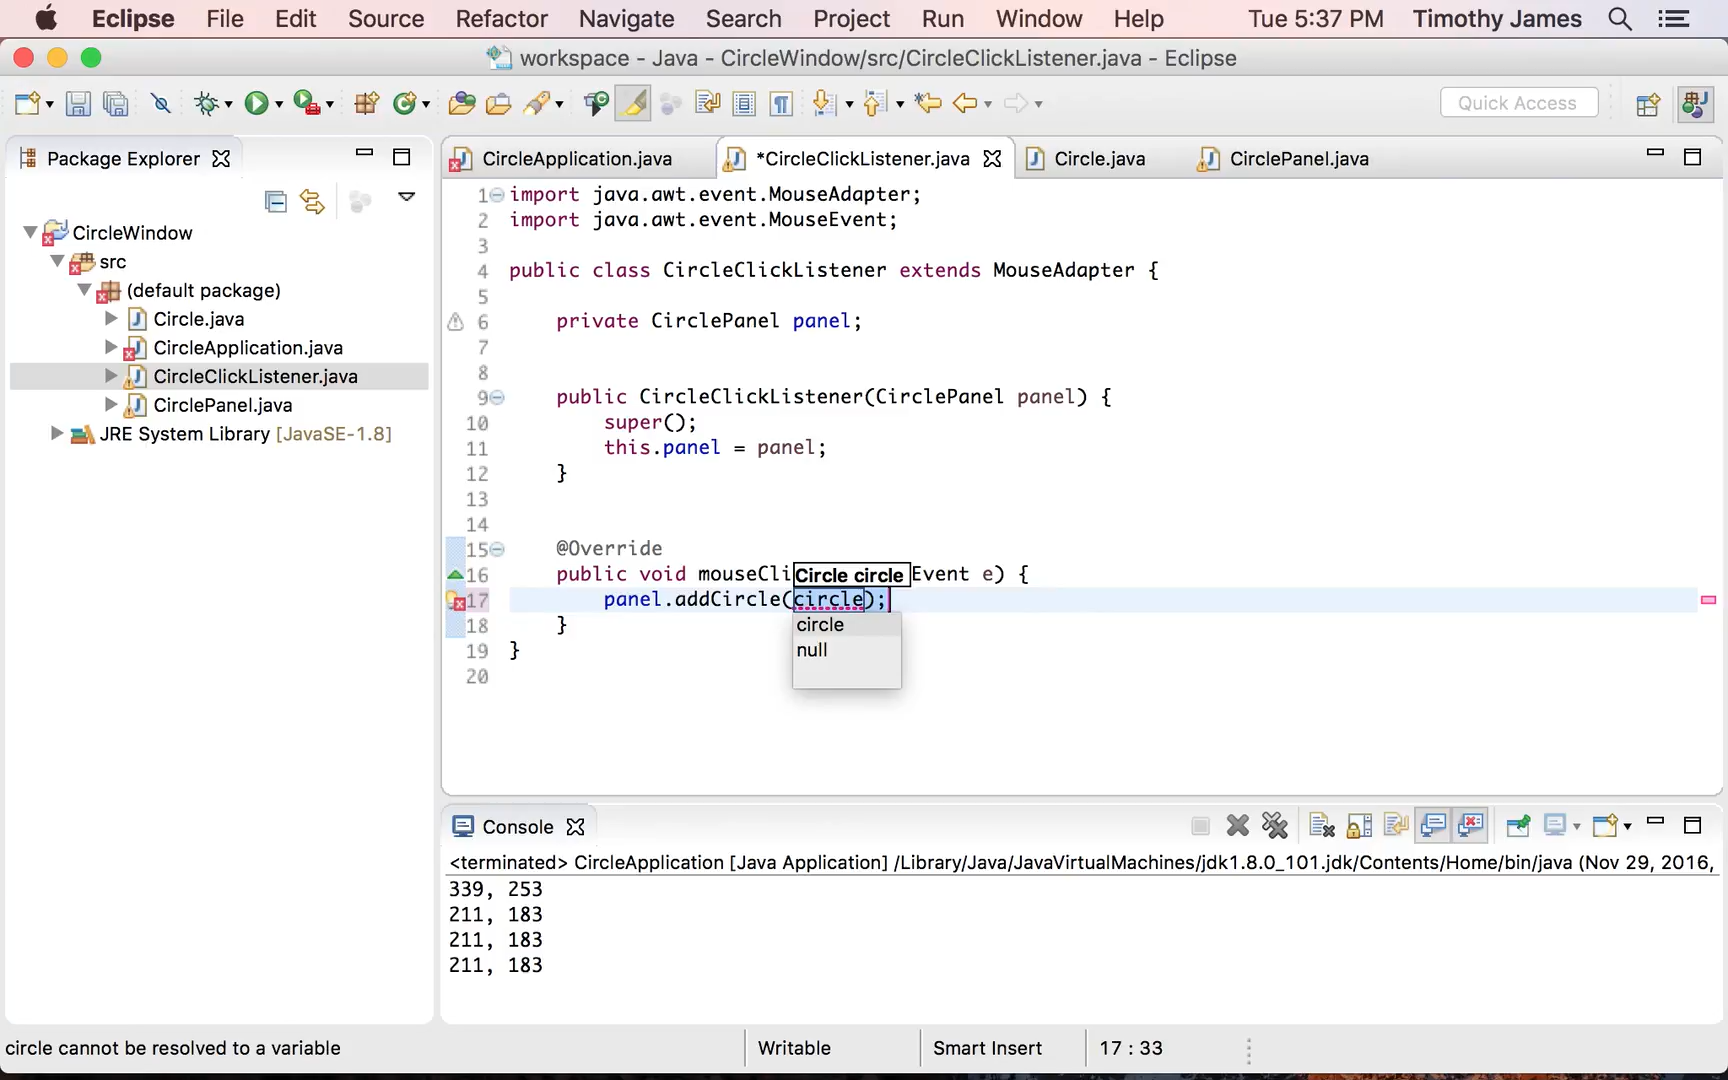 Eclipse File Edit Source Refactor Navigate Search Project Run Window Help Tue 5:37 PM Timothy James
workspace - Java - CircleWindow/src/CircleClickListener.java - Eclipse
Quick Access
Package Explorer
CircleWindow
src
(default package)
Circle.java
CircleApplication.java
CircleClickListener.java
CirclePanel.java
JRE System Library [JavaSE-1.8]
CircleApplication.java *CircleClickListener.java Circle.java CirclePanel.java
1 import java.awt.event.MouseAdapter;
2 import java.awt.event.MouseEvent;
3
4 public class CircleClickListener extends MouseAdapter {
5
6 private CirclePanel panel;
7
8
9 public CircleClickListener(CirclePanel panel) {
10 super();
11 this.panel = panel;
12 }
13
14
15 @Override
16 public void mouseCli Circle circle Event e) {
17 panel.addCircle(circle);
circle
18 }
null
19 }
20
Console
<terminated> CircleApplication [Java Application] /Library/Java/JavaVirtualMachines/jdk1.8.0_101.jdk/Contents/Home/bin/java (Nov 29, 2016,
339, 253
211, 183
211, 183
211, 183
circle cannot be resolved to a variable Writable Smart Insert 17 : 33